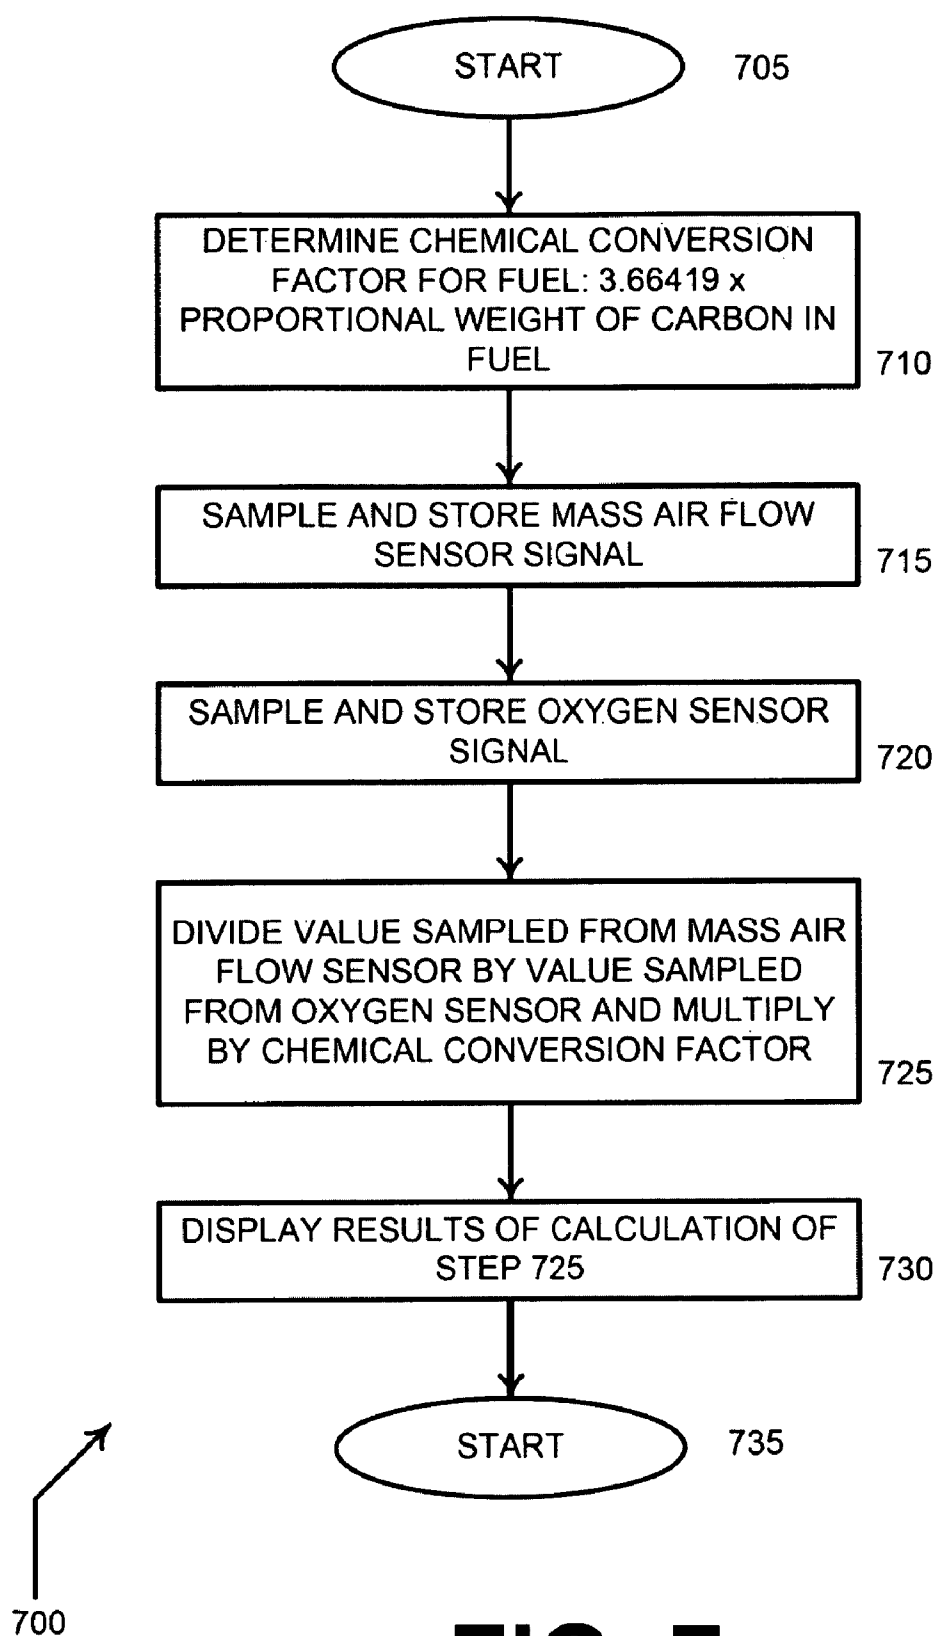 START
705
DETERMINE CHEMICAL CONVERSION
FACTOR FOR FUEL: 3.66419 x
PROPORTIONAL WEIGHT OF CARBON IN
FUEL
710
SAMPLE AND STORE MASS AIR FLOW
SENSOR SIGNAL
715
SAMPLE AND STORE OXYGEN SENSOR
SIGNAL
720
DIVIDE VALUE SAMPLED FROM MASS AIR
FLOW SENSOR BY VALUE SAMPLED
FROM OXYGEN SENSOR AND MULTIPLY
BY CHEMICAL CONVERSION FACTOR
725
DISPLAY RESULTS OF CALCULATION OF
STEP 725
730
START
735
700